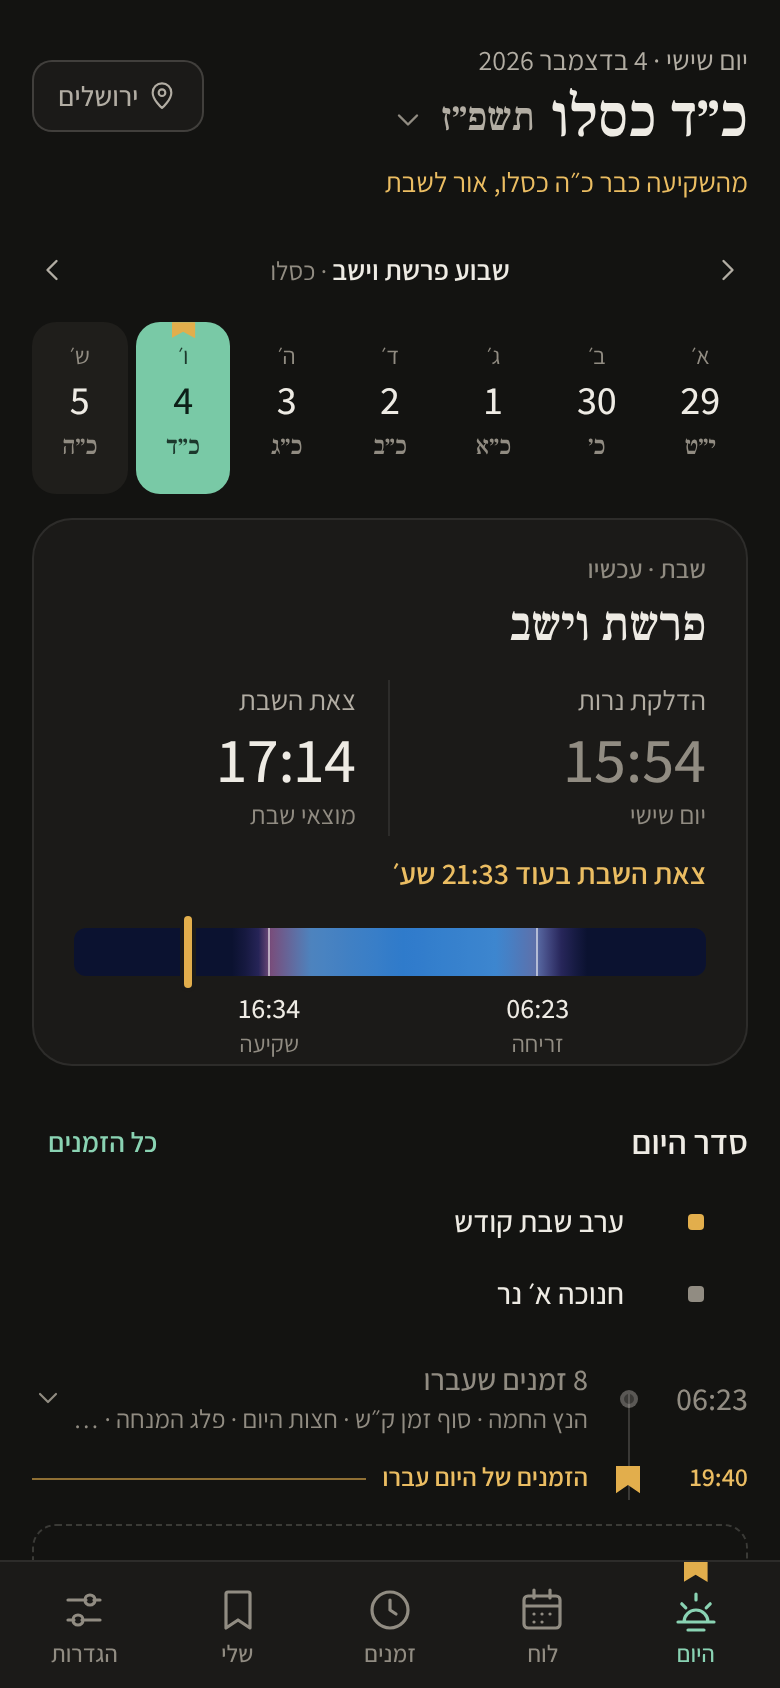 יום שישי · 4 בדצמבר 2026
כ״ד כסלו תשפ״ז
ירושלים
מהשקיעה כבר כ״ה כסלו, אור לשבת
שבוע פרשת וישב · כסלו
א׳ ב׳ ג׳ ד׳ ה׳ ו׳ ש׳
29 30 1 2 3 4 5
י״ט כ׳ כ״א כ״ב כ״ג כ״ד כ״ה
שבת · עכשיו
פרשת וישב
הדלקת נרות
15:54
יום שישי
צאת השבת
17:14
מוצאי שבת
צאת השבת בעוד 21:33 שע׳
06:23
זריחה
16:34
שקיעה
סדר היום
כל הזמנים
ערב שבת קודש
חנוכה א׳ נר
06:23
8 זמנים שעברו
הנץ החמה · סוף זמן ק״ש · חצות היום · פלג המנחה · …
19:40 הזמנים של היום עברו
היום
לוח
זמנים
שלי
הגדרות